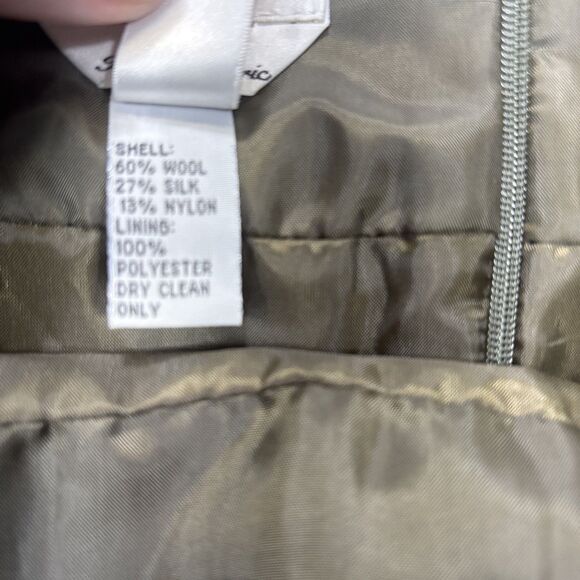 SHELL:
60% WOOL
27% SILK
13% NYLON
LINING:
100%
POLYESTER
DRY CLEAN
ONLY